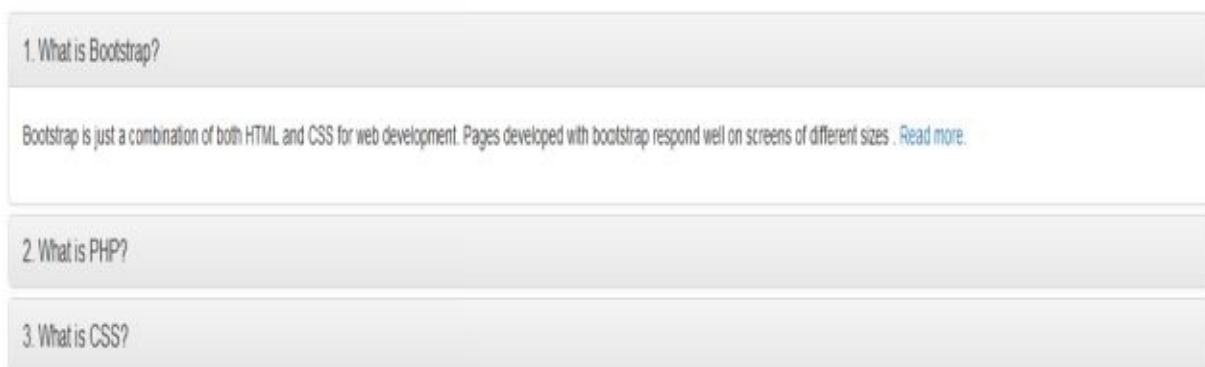 1. What is Bootstrap?
Bootstrap is just a combination of both HTML and CSS for web development. Pages developed with bootstrap respond well on screens of different sizes . Read more.
2. What is PHP?
3. What is CSS?